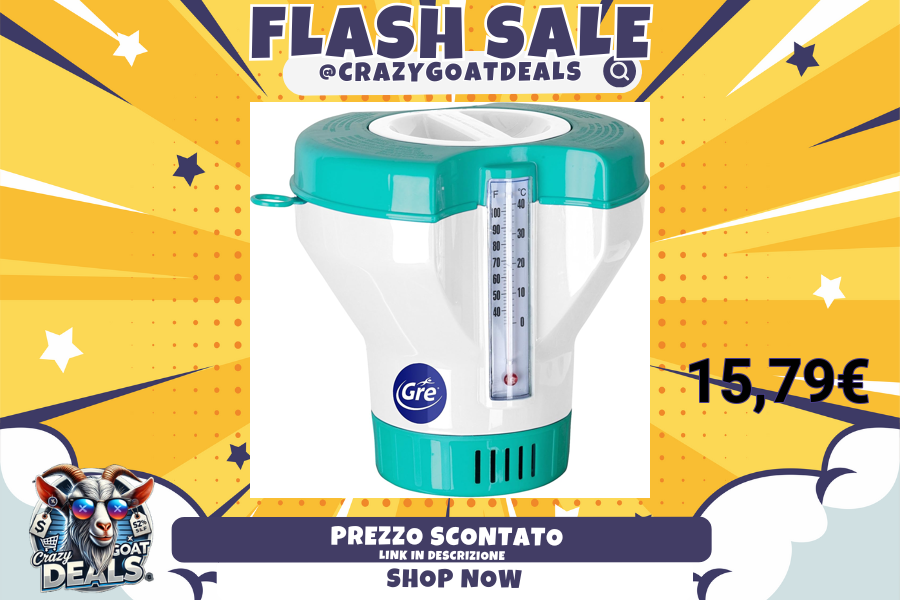 FLASH SALE
@CRAZYGOATDEALS
°F °C
100 40
90
80 30
70 20
60
50 10
40
0
Gre
15,79€
$
52%
Crazy GOAT
DEALS
PREZZO SCONTATO
LINK IN DESCRIZIONE
SHOP NOW